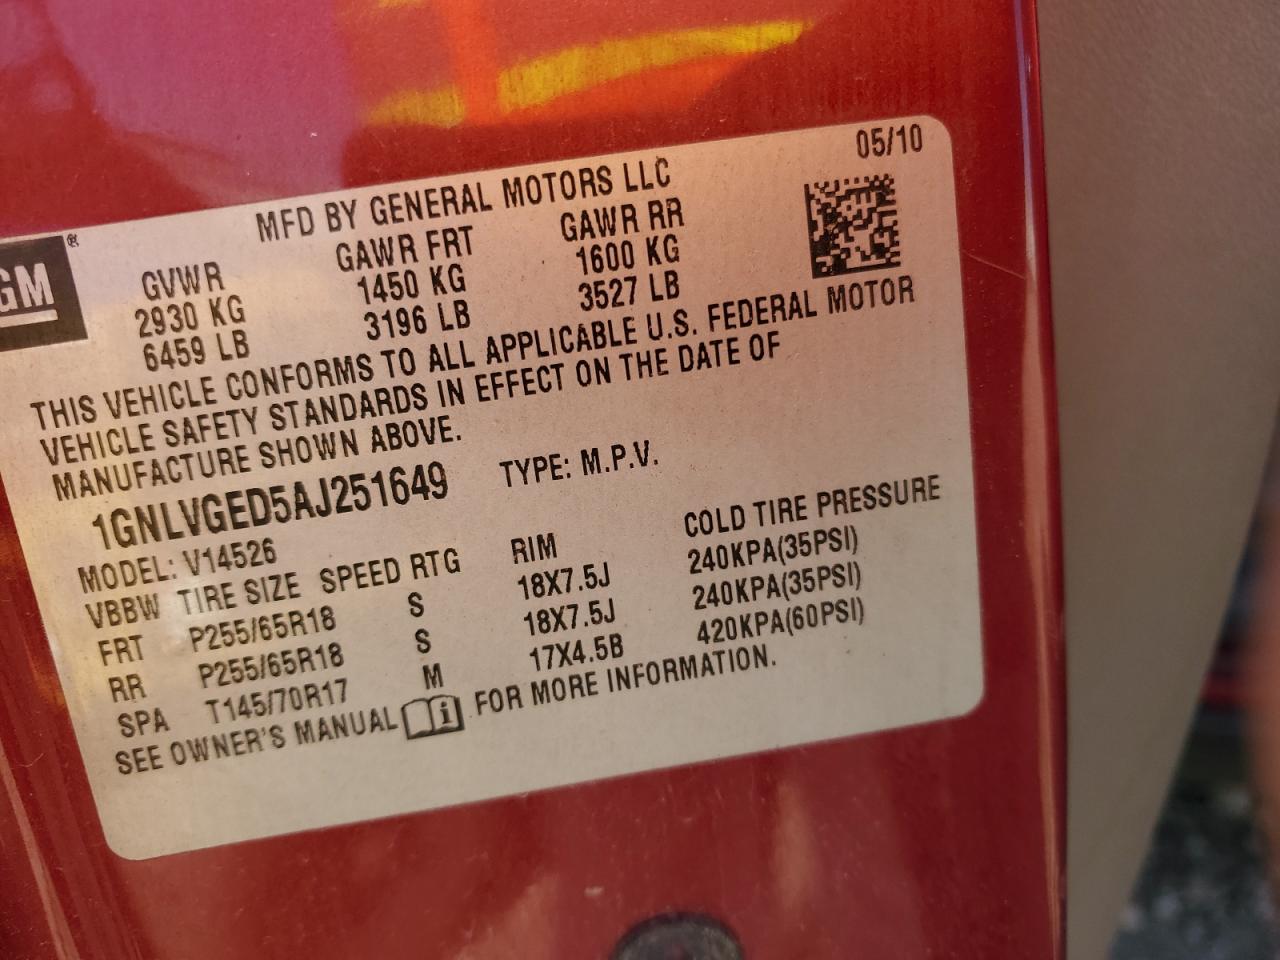 05/10
MFD BY GENERAL MOTORS LLC
GM®
GVWR GAWR FRT GAWR RR
2930 KG 1450 KG 1600 KG
6459 LB 3196 LB 3527 LB
THIS VEHICLE CONFORMS TO ALL APPLICABLE U.S. FEDERAL MOTOR
VEHICLE SAFETY STANDARDS IN EFFECT ON THE DATE OF
MANUFACTURE SHOWN ABOVE.
1GNLVGED5AJ251649 TYPE: M.P.V.
MODEL: V14526
VBBW TIRE SIZE SPEED RTG RIM COLD TIRE PRESSURE
FRT P255/65R18 S 18X7.5J 240KPA(35PSI)
RR P255/65R18 S 18X7.5J 240KPA(35PSI)
SPA T145/70R17 M 17X4.5B 420KPA(60PSI)
SEE OWNER'S MANUAL i FOR MORE INFORMATION.